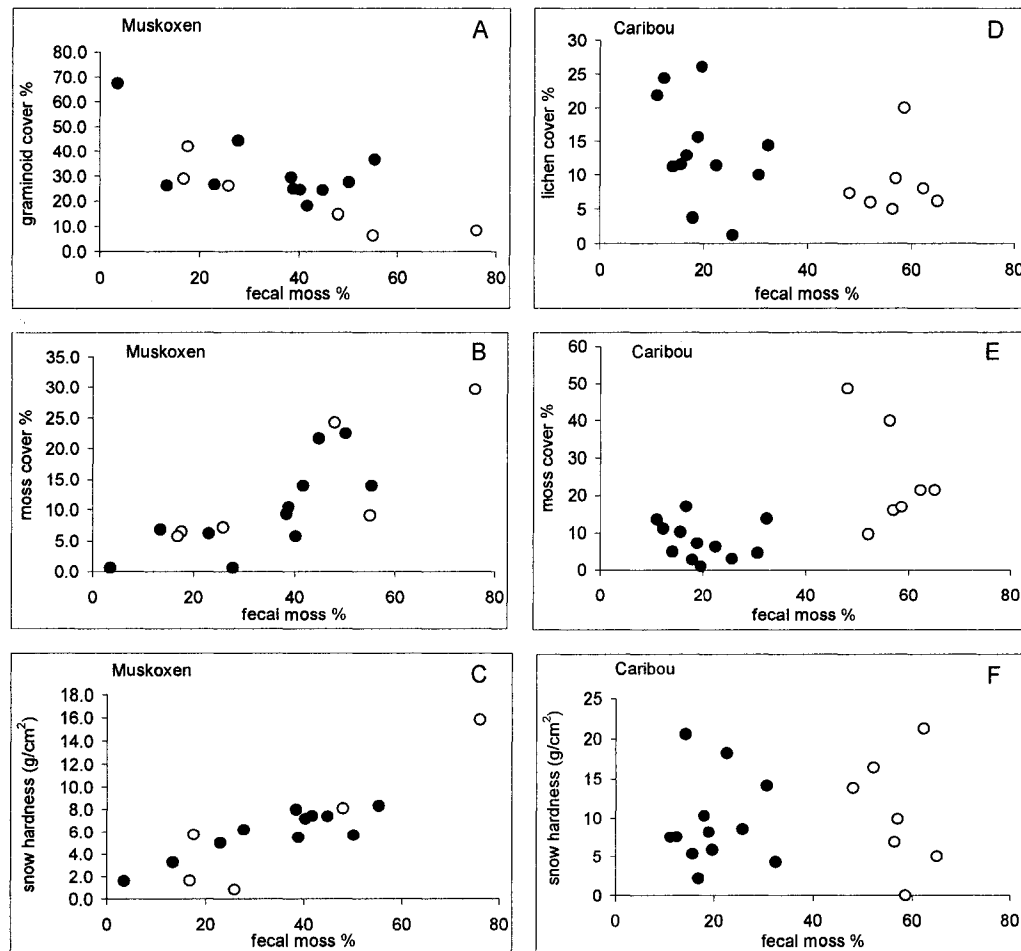 Muskoxen A
graminoid cover %
80.0
70.0
60.0
50.0
40.0
30.0
20.0
10.0
0.0
0 20 40 60 80
fecal moss %
Caribou D
lichen cover %
30
25
20
15
10
5
0
0 20 40 60 80
fecal moss %
Muskoxen B
moss cover %
35.0
30.0
25.0
20.0
15.0
10.0
5.0
0.0
0 20 40 60 80
fecal moss %
Caribou E
moss cover %
60
50
40
30
20
10
0
0 20 40 60 80
fecal moss %
Muskoxen C
snow hardness (g/cm²)
18.0
16.0
14.0
12.0
10.0
8.0
6.0
4.0
2.0
0.0
0 20 40 60 80
fecal moss %
Caribou F
snow hardness (g/cm²)
25
20
15
10
5
0
0 20 40 60 80
fecal moss %